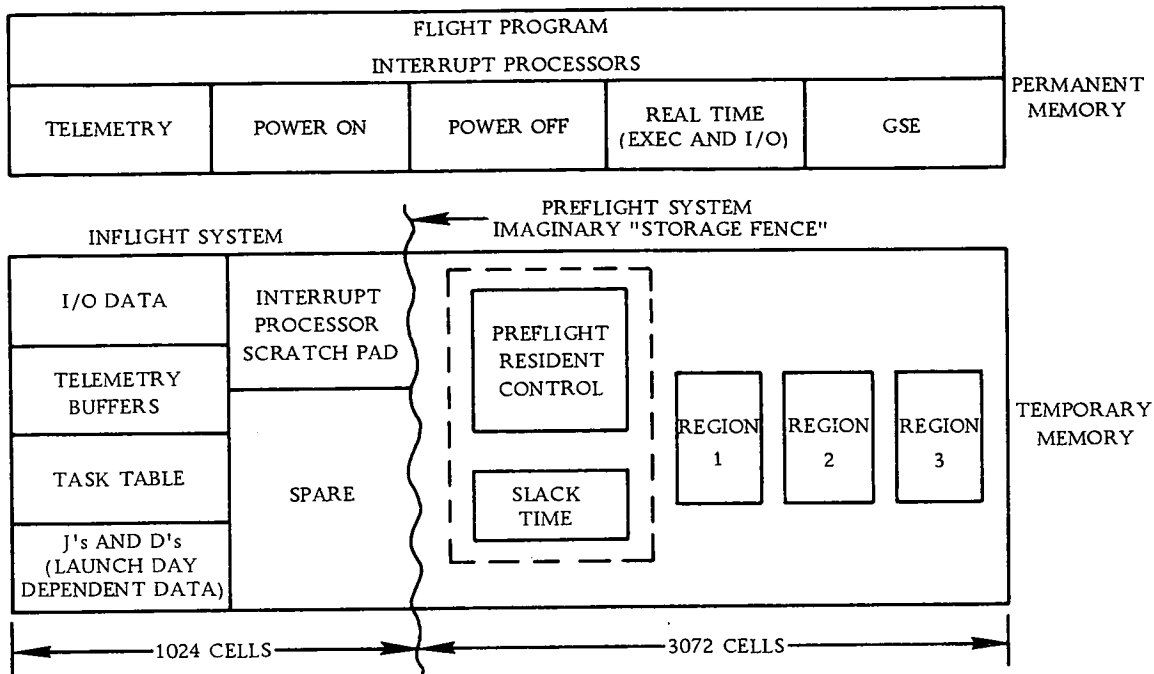 FLIGHT PROGRAM
INTERRUPT PROCESSORS
TELEMETRY
POWER ON
POWER OFF
REAL TIME
(EXEC AND I/O)
GSE
PERMANENT
MEMORY
INFLIGHT SYSTEM
PREFLIGHT SYSTEM
IMAGINARY "STORAGE FENCE"
I/O DATA
TELEMETRY
BUFFERS
TASK TABLE
J's AND D's
(LAUNCH DAY
DEPENDENT DATA)
INTERRUPT
PROCESSOR
SCRATCH PAD
SPARE
PREFLIGHT
RESIDENT
CONTROL
SLACK
TIME
REGION
1
REGION
2
REGION
3
TEMPORARY
MEMORY
1024 CELLS
3072 CELLS